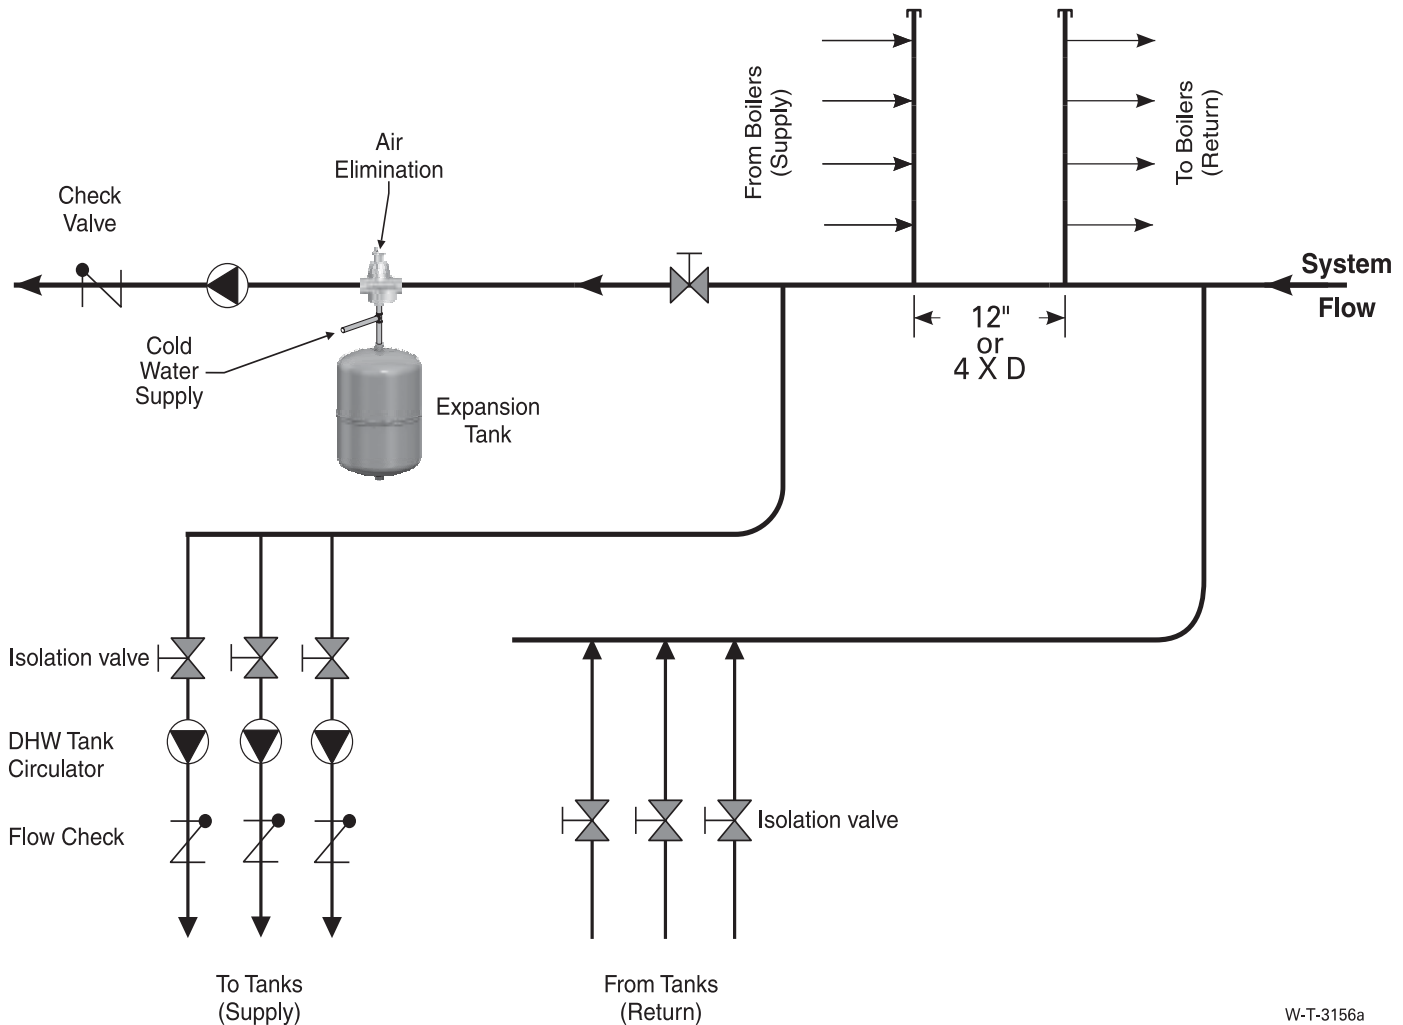 From Boilers
(Supply)
To Boilers
(Return)
Air
Elimination
Check
Valve
System
Flow
12"
or
4 X D
Cold
Water
Supply
Expansion
Tank
Isolation valve
DHW Tank
Circulator
Flow Check
Isolation valve
To Tanks
(Supply)
From Tanks
(Return)
W-T-3156a